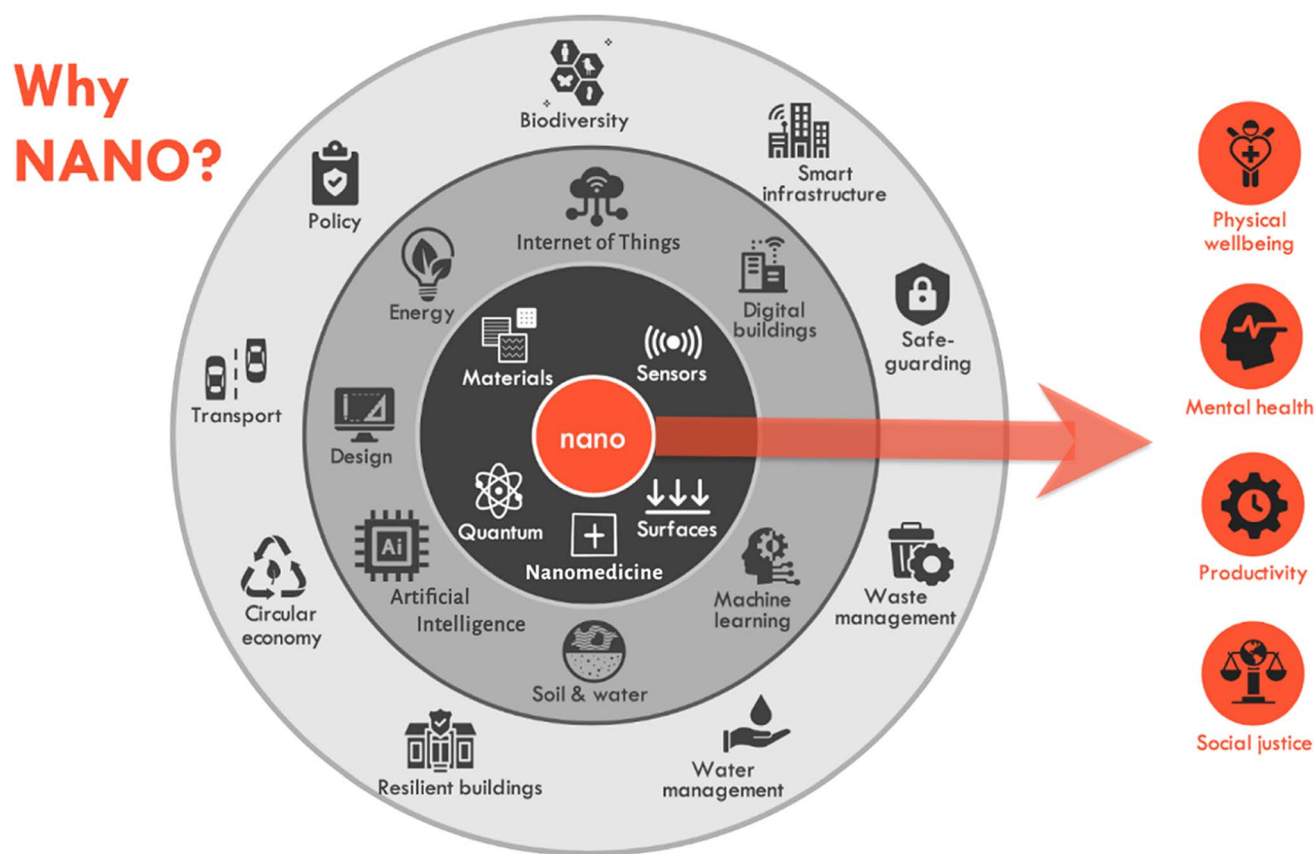 Why
NANO?
Biodiversity
Smart
infrastructure
Policy
Internet of Things
Energy
Digital
buildings
Safe-
guarding
Materials
Sensors
Transport
Design
nano
Quantum
Surfaces
Nanomedicine
Ai
Artificial
Intelligence
Machine
learning
Waste
management
Circular
economy
Soil & water
Resilient buildings
Water
management
Physical
wellbeing
Mental health
Productivity
Social justice